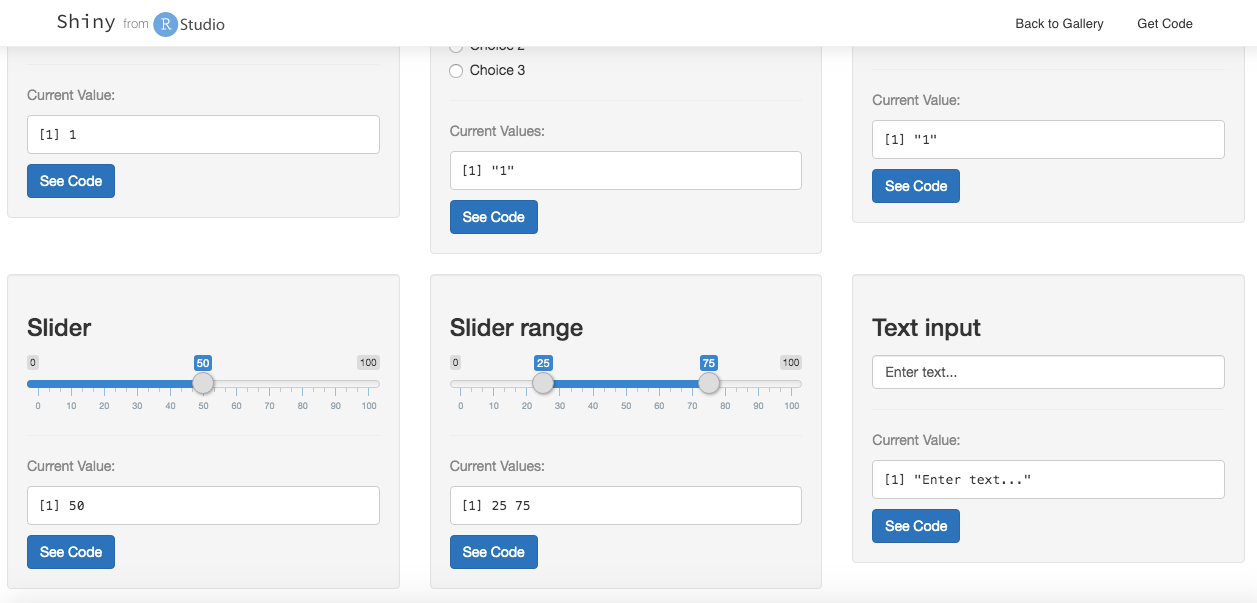 Shiny from R Studio
Back to Gallery
Get Code
Current Value:
[1] 1
See Code
Choice 2
Choice 3
Current Values:
[1] "1"
See Code
Current Value:
[1] "1"
See Code
Slider
0 50 100
0 10 20 30 40 50 60 70 80 90 100
Current Value:
[1] 50
See Code
Slider range
0 25 75 100
0 10 20 30 40 50 60 70 80 90 100
Current Values:
[1] 25 75
See Code
Text input
Enter text...
Current Value:
[1] "Enter text..."
See Code